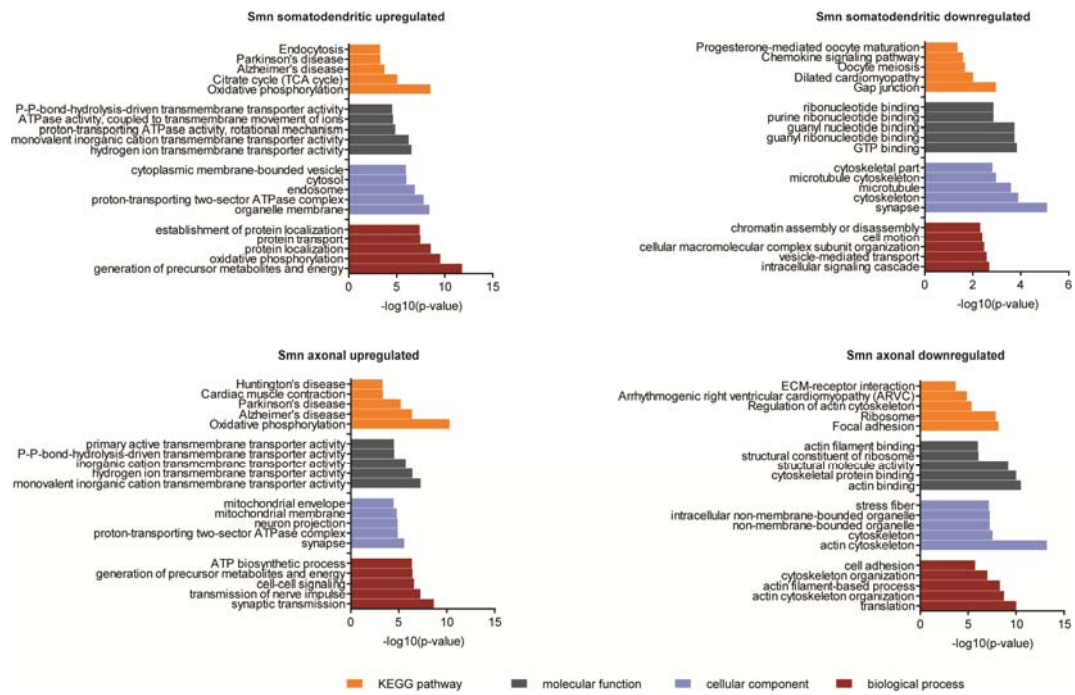 Smn somatodendritic upregulated
Endocytosis
Parkinson's disease
Alzheimer's disease
Citrate cycle (TCA cycle)
Oxidative phosphorylation
P-P-bond-hydrolysis-driven transmembrane transporter activity
ATPase activity, coupled to transmembrane movement of ions
proton-transporting ATPase activity, rotational mechanism
monovalent inorganic cation transmembrane transporter activity
hydrogen ion transmembrane transporter activity
cytoplasmic membrane-bounded vesicle
cytosol
endosome
proton-transporting two-sector ATPase complex
organelle membrane
establishment of protein localization
protein transport
protein localization
oxidative phosphorylation
generation of precursor metabolites and energy
0 5 10 15
-log10(p-value)
Smn somatodendritic downregulated
Progesterone-mediated oocyte maturation
Chemokine signaling pathway
Oocyte meiosis
Dilated cardiomyopathy
Gap junction
ribonucleotide binding
purine ribonucleotide binding
guanyl nucleotide binding
guanyl ribonucleotide binding
GTP binding
cytoskeletal part
microtubule cytoskeleton
microtubule
cytoskeleton
synapse
chromatin assembly or disassembly
cell motion
cellular macromolecular complex subunit organization
vesicle-mediated transport
intracellular signaling cascade
0 2 4 6
-log10(p-value)
Smn axonal upregulated
Huntington's disease
Cardiac muscle contraction
Parkinson's disease
Alzheimer's disease
Oxidative phosphorylation
primary active transmembrane transporter activity
P-P-bond-hydrolysis-driven transmembrane transporter activity
inorganic cation transmembrane transporter activity
hydrogen ion transmembrane transporter activity
monovalent inorganic cation transmembrane transporter activity
mitochondrial envelope
mitochondrial membrane
neuron projection
proton-transporting two-sector ATPase complex
synapse
ATP biosynthetic process
generation of precursor metabolites and energy
cell-cell signaling
transmission of nerve impulse
synaptic transmission
0 5 10 15
-log10(p-value)
Smn axonal downregulated
ECM-receptor interaction
Arrhythmogenic right ventricular cardiomyopathy (ARVC)
Regulation of actin cytoskeleton
Ribosome
Focal adhesion
actin filament binding
structural constituent of ribosome
structural molecule activity
cytoskeletal protein binding
actin binding
stress fiber
intracellular non-membrane-bounded organelle
non-membrane-bounded organelle
cytoskeleton
actin cytoskeleton
cell adhesion
cytoskeleton organization
actin filament-based process
actin cytoskeleton organization
translation
0 5 10 15
-log10(p-value)
KEGG pathway molecular function cellular component biological process